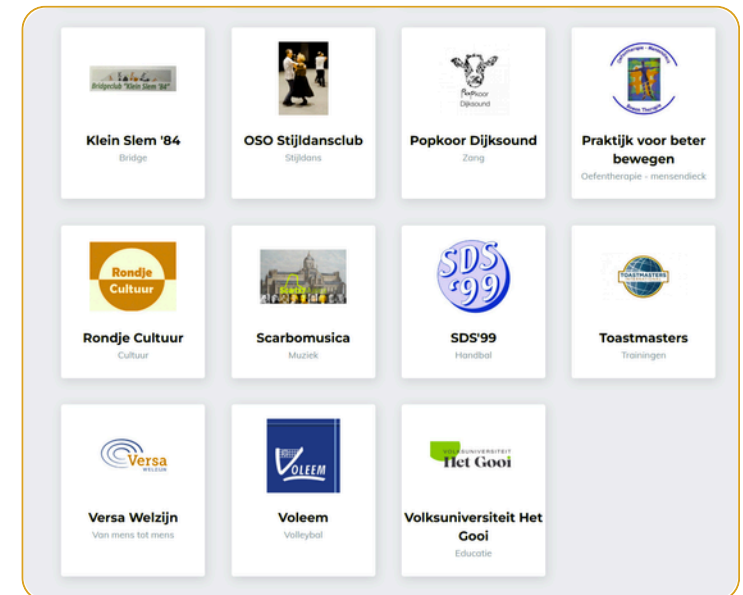 Bridgeclub "Klein Slem '84"
Klein Slem '84
Bridge
OSO Stijldansclub
Stijldans
PopKoor
Dijksound
Popkoor Dijksound
Zang
Oefentherapie - Mensendieck
Praktijk voor beter
bewegen
Oefentherapie - mensendieck
Rondje
Cultuur
Rondje Cultuur
Cultuur
Scarbomusica
Muziek
SDS
'99
SDS'99
Handbal
TOASTMASTERS
Toastmasters
Trainingen
Versa
WELZIJN
Versa Welzijn
Van mens tot mens
VOLEEM
Voleem
Volleybal
VOLKSUNIVERSITEIT
Het Gooi
Volksuniversiteit Het
Gooi
Educatie